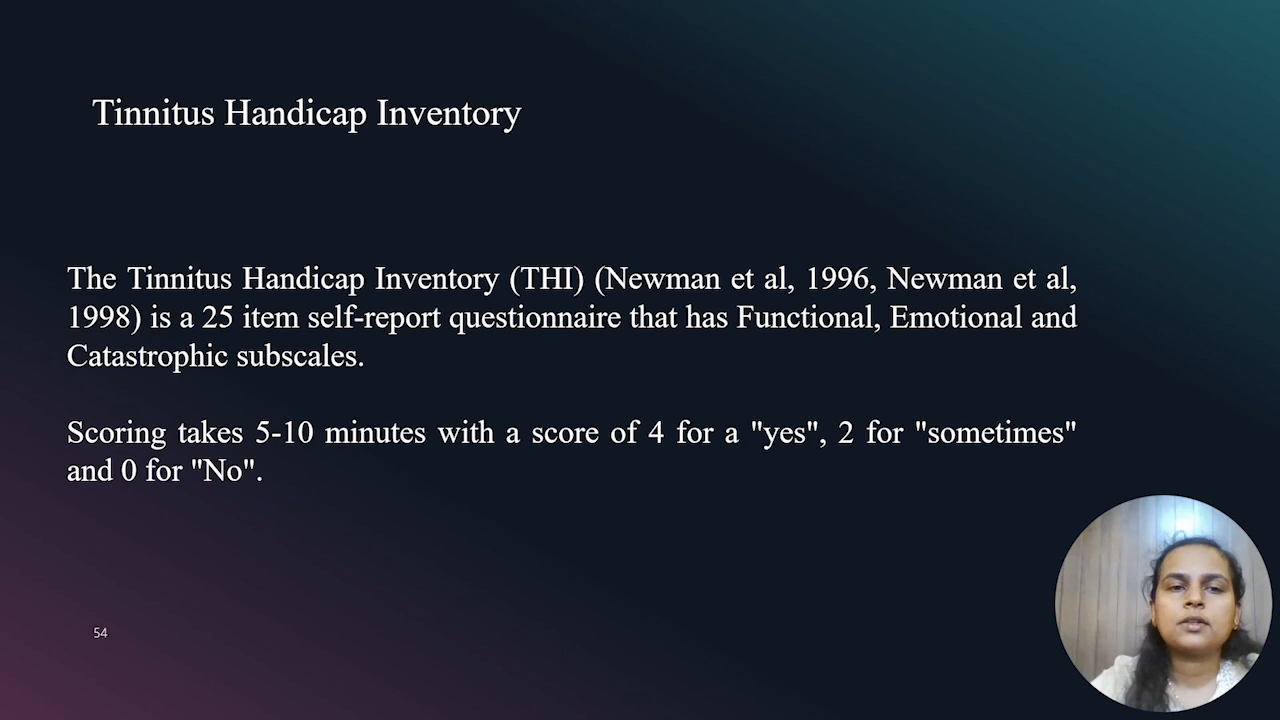 Tinnitus Handicap Inventory
The Tinnitus Handicap Inventory (THI) (Newman et al, 1996, Newman et al,
1998) is a 25 item self-report questionnaire that has Functional, Emotional and
Catastrophic subscales.
Scoring takes 5-10 minutes with a score of 4 for a "yes", 2 for "sometimes"
and 0 for "No".
54